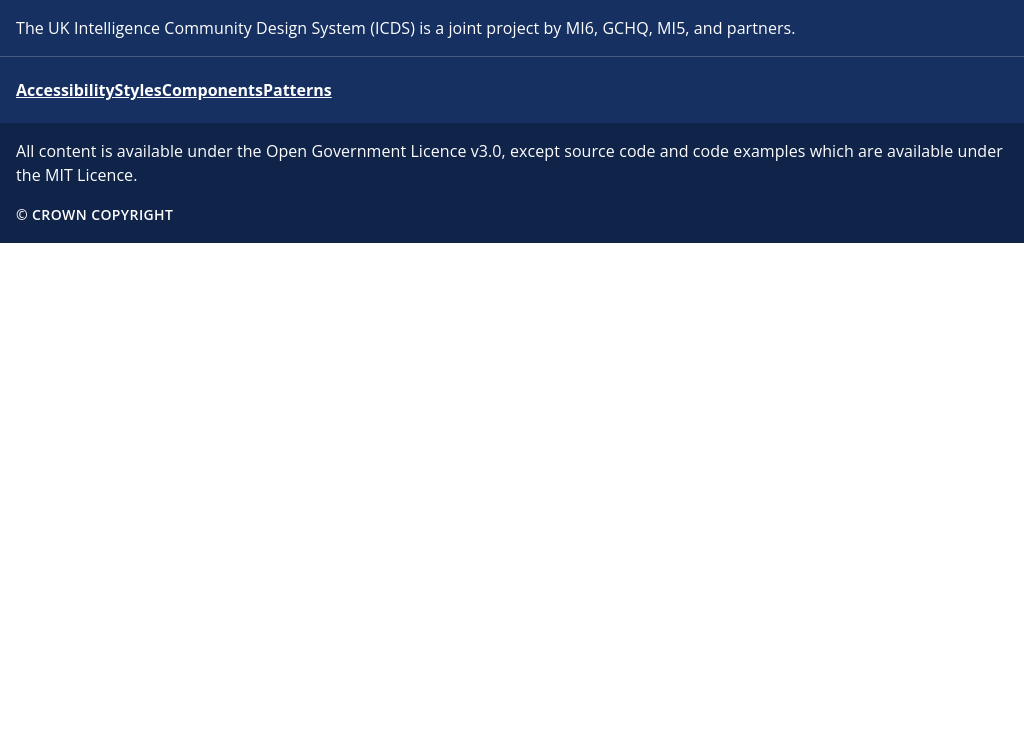 The UK Intelligence Community Design System (ICDS) is a joint project by MI6, GCHQ, MI5, and partners.
AccessibilityStylesComponentsPatterns
All content is available under the Open Government Licence v3.0, except source code and code examples which are available under
the MIT Licence.
© CROWN COPYRIGHT